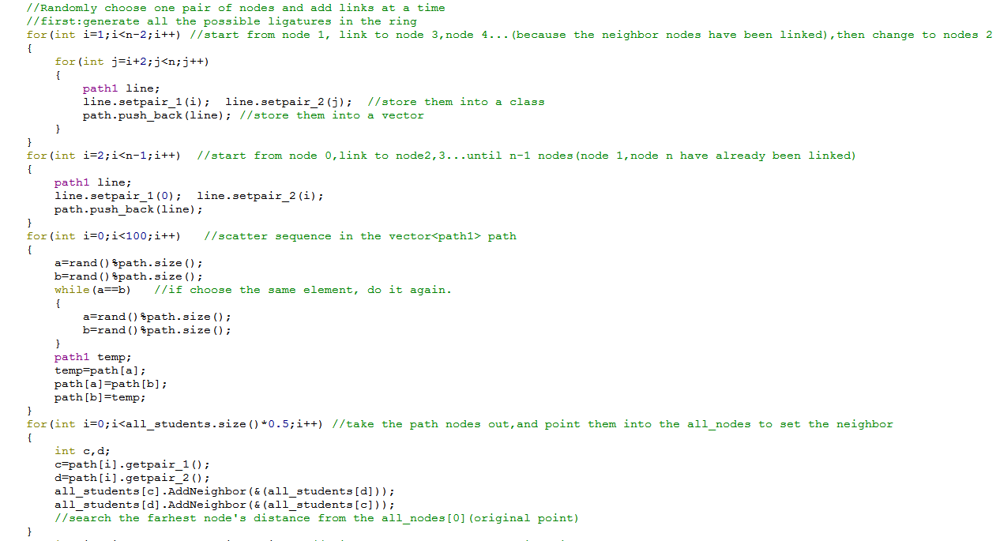 //Randomly choose one pair of nodes and add links at a time
//first:generate all the possible ligatures in the ring
for(int i=1;i<n-2;i++) //start from node 1, link to node 3,node 4...(because the neighbor nodes have been linked),then change to nodes 2
{
    for(int j=i+2;j<n;j++)
    {
        path1 line;
        line.setpair_1(i);  line.setpair_2(j);  //store them into a class
        path.push_back(line); //store them into a vector
    }
}
for(int i=2;i<n-1;i++)  //start from node 0,link to node2,3...until n-1 nodes(node 1,node n have already been linked)
{
    path1 line;
    line.setpair_1(0);  line.setpair_2(i);
    path.push_back(line);
}
for(int i=0;i<100;i++)   //scatter sequence in the vector<path1> path
{
    a=rand()%path.size();
    b=rand()%path.size();
    while(a==b)   //if choose the same element, do it again.
    {
        a=rand()%path.size();
        b=rand()%path.size();
    }
    path1 temp;
    temp=path[a];
    path[a]=path[b];
    path[b]=temp;
}
for(int i=0;i<all_students.size()*0.5;i++) //take the path nodes out,and point them into the all_nodes to set the neighbor
{
    int c,d;
    c=path[i].getpair_1();
    d=path[i].getpair_2();
    all_students[c].AddNeighbor(&(all_students[d]));
    all_students[d].AddNeighbor(&(all_students[c]));
    //search the farhest node's distance from the all_nodes[0](original point)
}